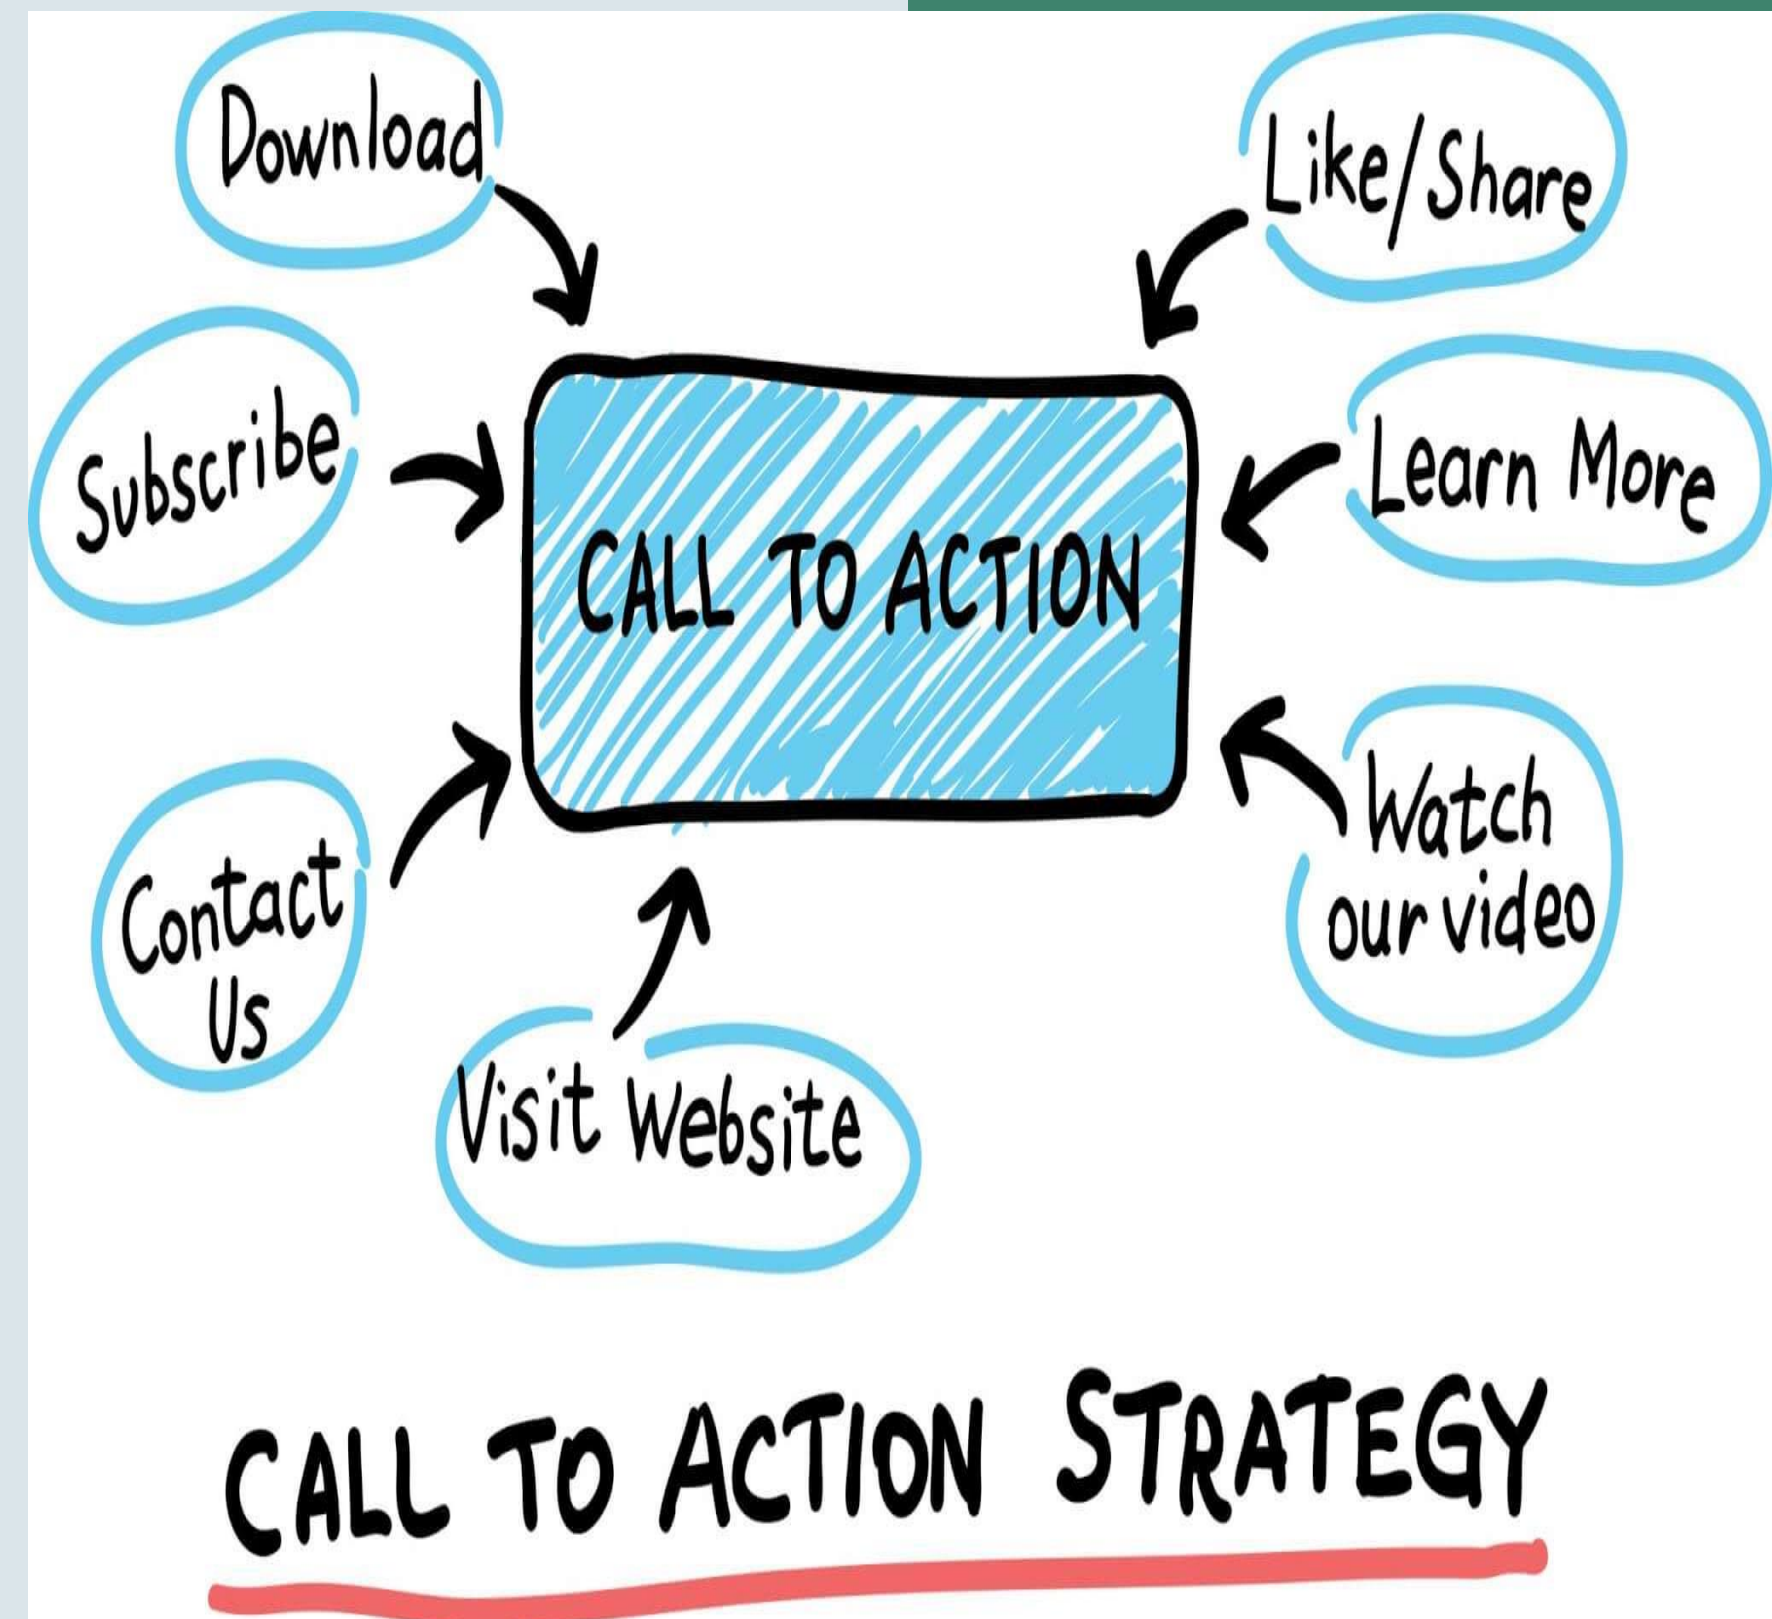 Download
Like/Share
Subscribe
Learn More
CALL TO ACTION
Contact
Us
Watch
our video
Visit Website
CALL TO ACTION STRATEGY